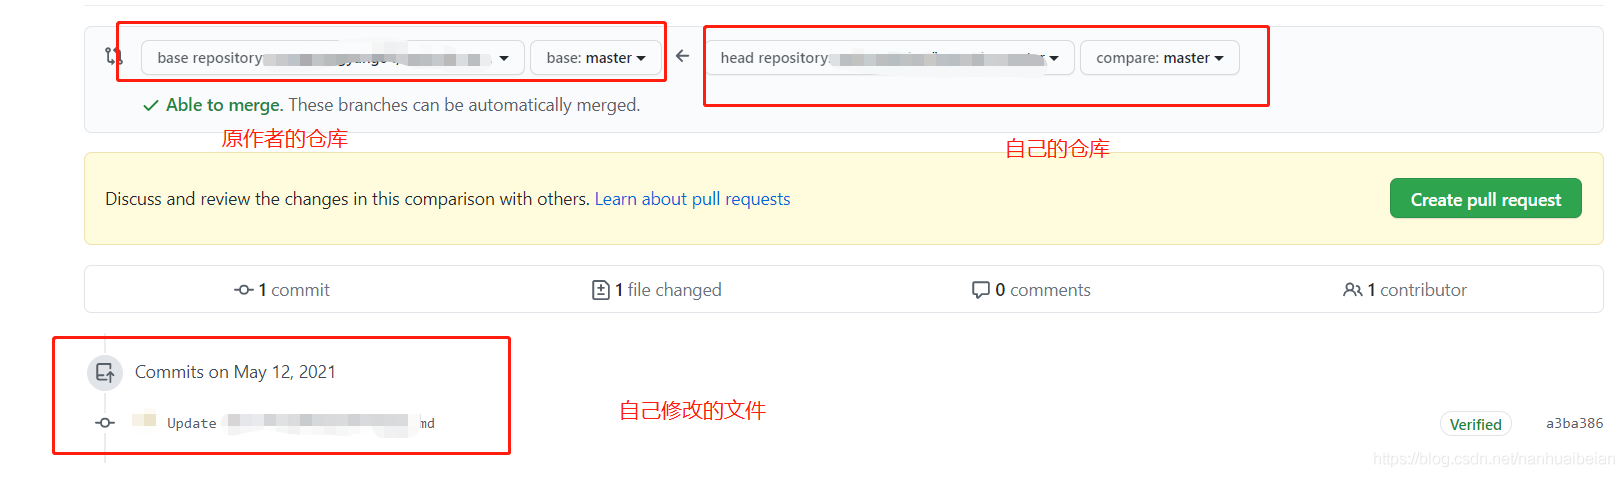 base repository: base: master head repository: compare: master
Able to merge. These branches can be automatically merged.
原作者的仓库
自己的仓库
Discuss and review the changes in this comparison with others. Learn about pull requests
Create pull request
1 commit 1 file changed 0 comments 1 contributor
Commits on May 12, 2021
自己修改的文件
Update md
Verified a3ba386
https://blog.csdn.net/nanhuaibeian